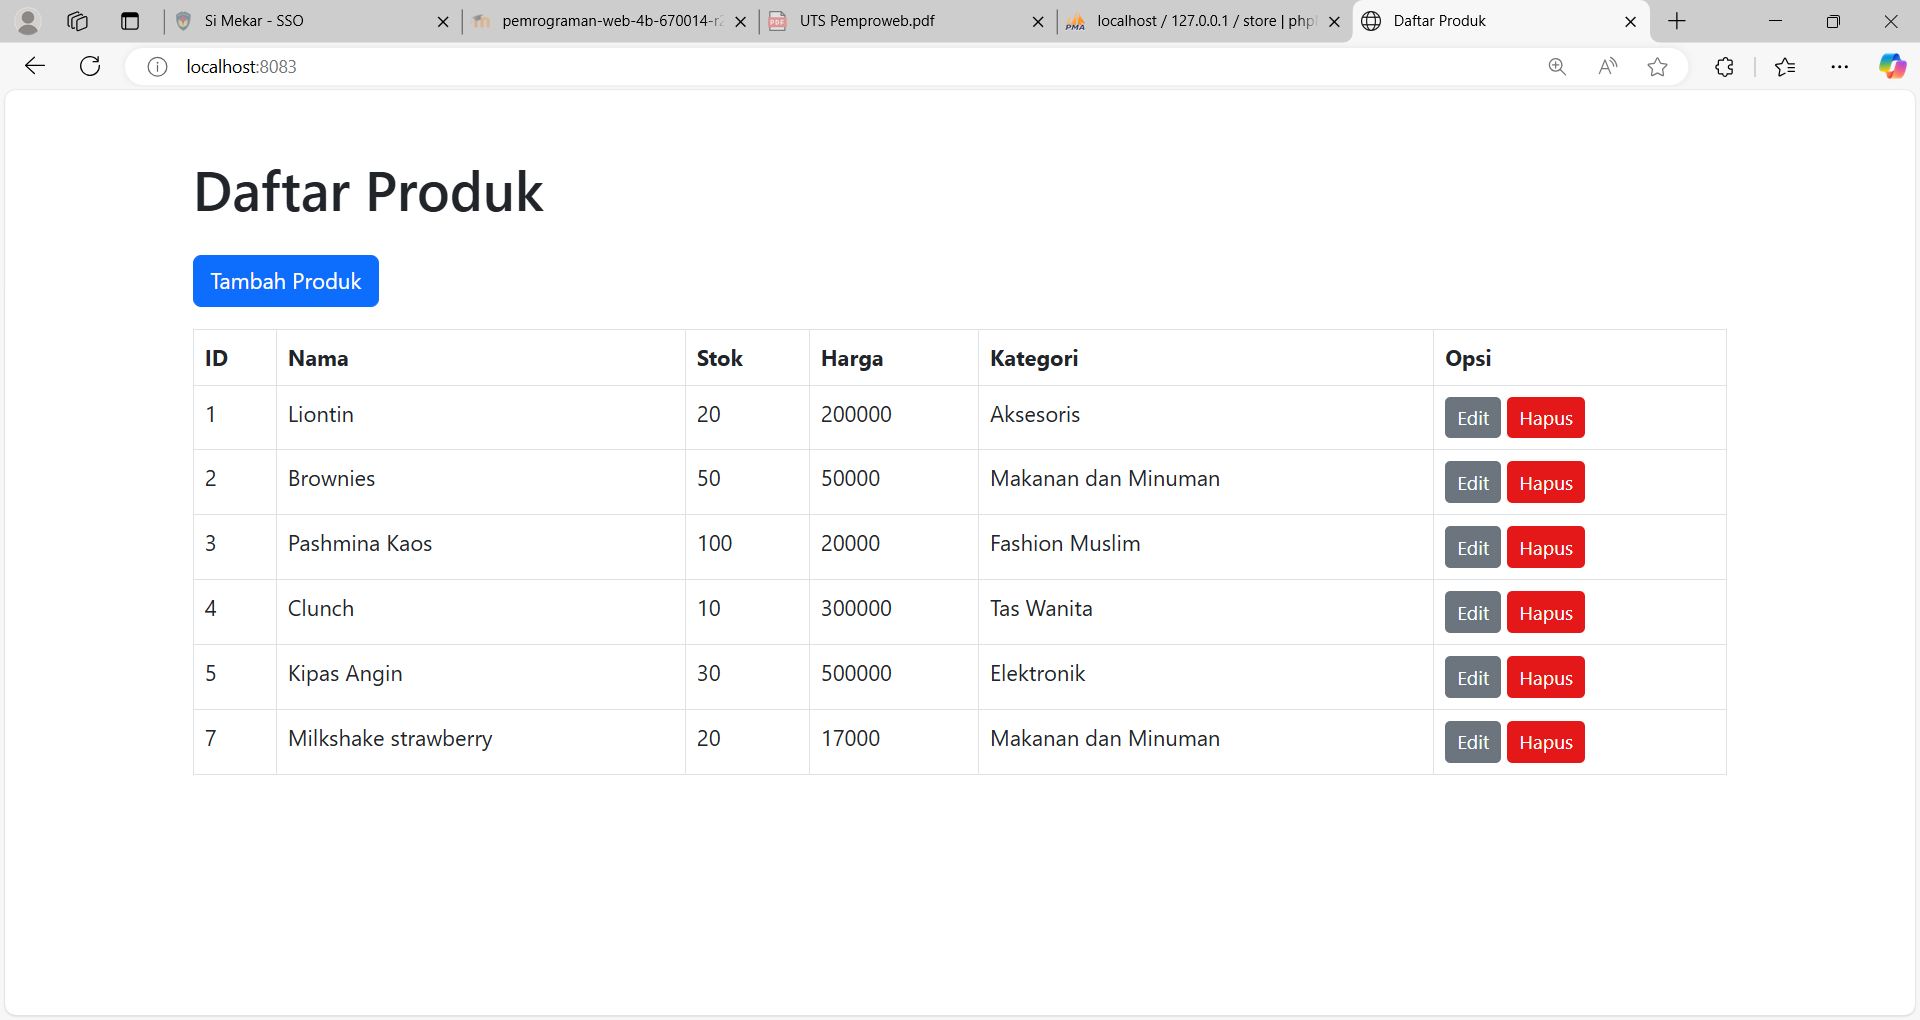 Si Mekar - SSO
pemrograman-web-4b-670014-r2
UTS Pemproweb.pdf
localhost / 127.0.0.1 / store | php
Daftar Produk
localhost:8083
Daftar Produk
Tambah Produk
ID Nama Stok Harga Kategori Opsi
1 Liontin 20 200000 Aksesoris Edit Hapus
2 Brownies 50 50000 Makanan dan Minuman Edit Hapus
3 Pashmina Kaos 100 20000 Fashion Muslim Edit Hapus
4 Clunch 10 300000 Tas Wanita Edit Hapus
5 Kipas Angin 30 500000 Elektronik Edit Hapus
7 Milkshake strawberry 20 17000 Makanan dan Minuman Edit Hapus